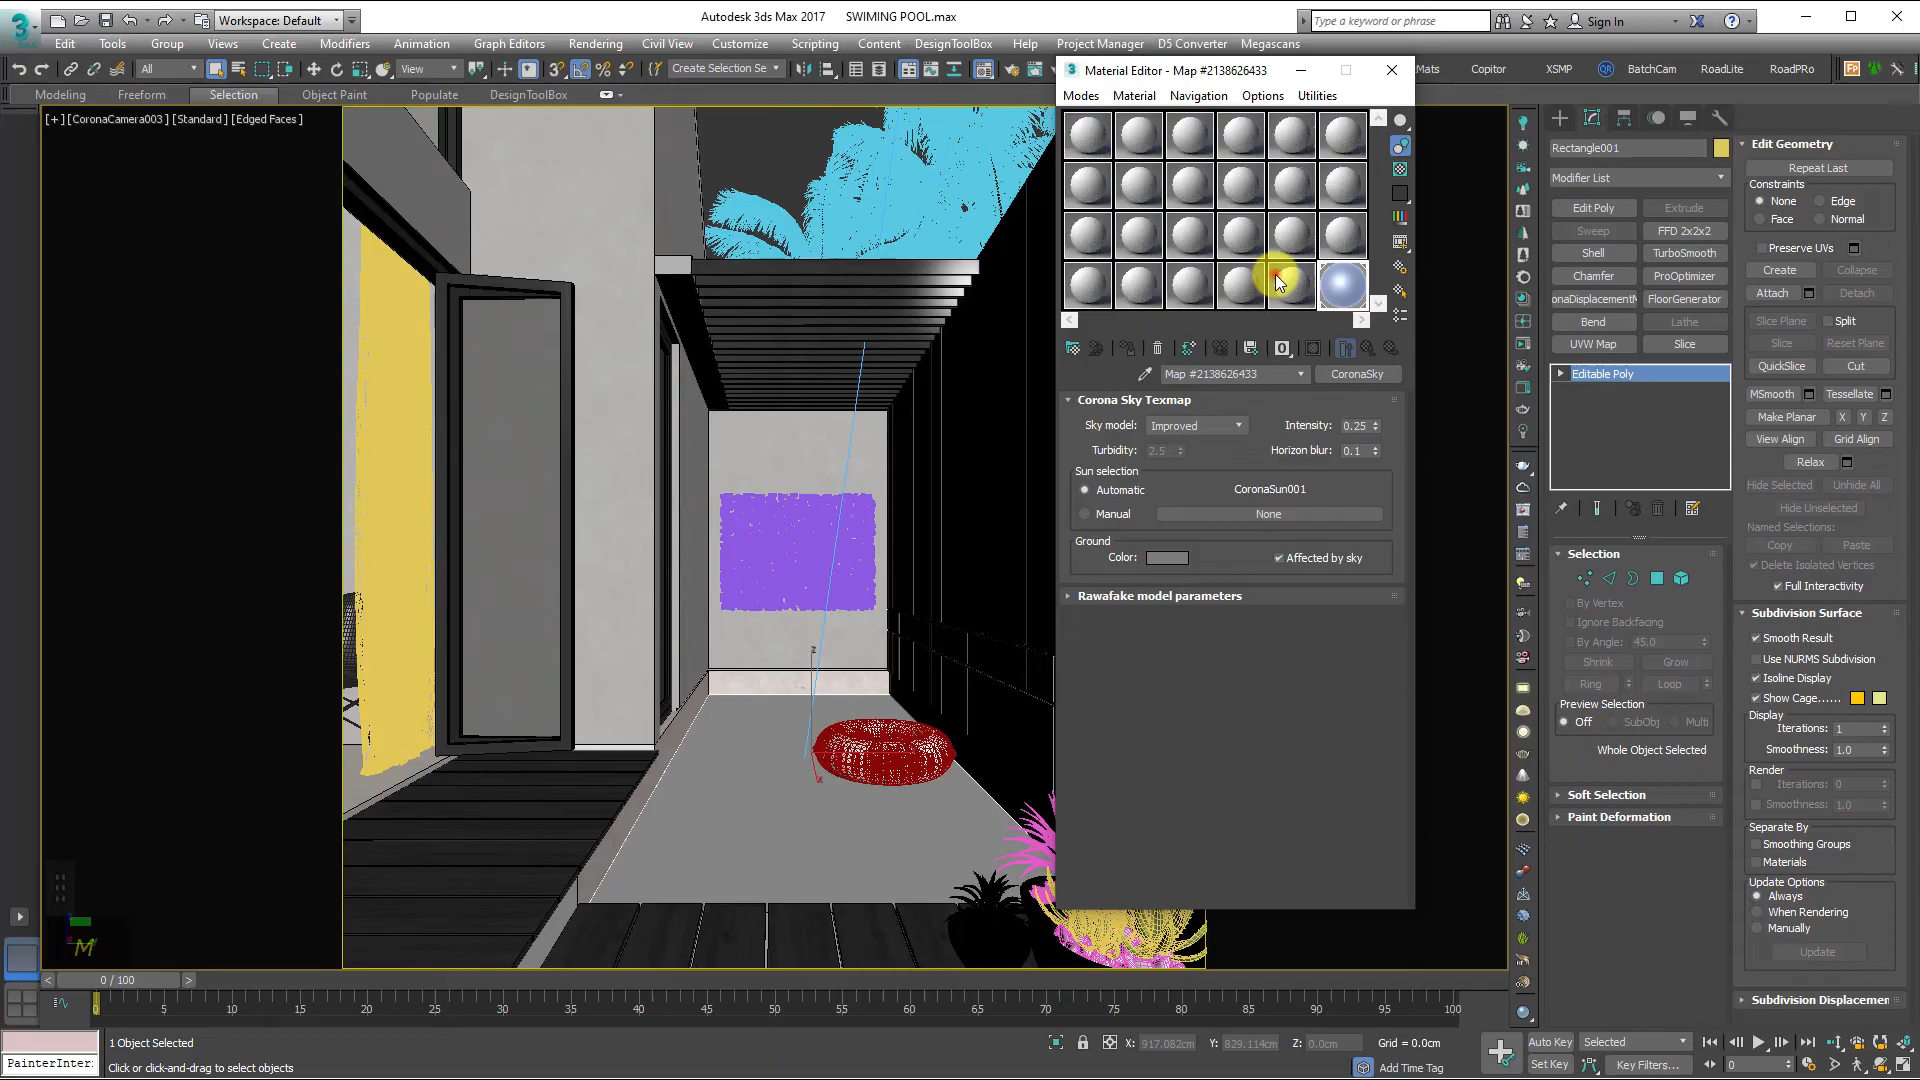 Workspace: Default
Autodesk 3ds Max 2017 SWIMING POOL.max
Type a keyword or phrase
Sign In
Edit Tools Group Views Create Modifiers Animation Graph Editors Rendering Civil View Customize Scripting Content DesignToolBox Help Project Manager D5 Converter Megascans
All
View
Create Selection Se
Mats Copitor XSMP BatchCam RoadLite RoadPRo
Modeling Freeform Selection Object Paint Populate DesignToolBox
[+] [CoronaCamera003] [Standard] [Edged Faces]
Material Editor - Map #2138626433
Modes Material Navigation Options Utilities
Map #2138626433
CoronaSky
Corona Sky Texmap
Sky model: Improved Intensity: 0.25
Turbidity: 2.5 Horizon blur: 0.1
Sun selection
Automatic CoronaSun001
Manual None
Ground
Color: Affected by sky
Rawafake model parameters
Rectangle001
Modifier List
Edit Poly Extrude
Sweep FFD 2x2x2
Shell TurboSmooth
Chamfer ProOptimizer
onaDisplacementM FloorGenerator
Bend Lathe
UVW Map Slice
Editable Poly
Selection
By Vertex
Ignore Backfacing
By Angle: 45.0
Shrink Grow
Ring Loop
Preview Selection
Off SubObj Multi
Whole Object Selected
Soft Selection
Paint Deformation
Edit Geometry
Repeat Last
Constraints
None Edge
Face Normal
Preserve UVs
Create Collapse
Attach Detach
Slice Plane Split
Slice Reset Plane
QuickSlice Cut
MSmooth Tessellate
Make Planar X Y Z
View Align Grid Align
Relax
Hide Selected Unhide All
Hide Unselected
Named Selections:
Copy Paste
Delete Isolated Vertices
Full Interactivity
Subdivision Surface
Smooth Result
Use NURMS Subdivision
Isoline Display
Show Cage......
Display
Iterations: 1
Smoothness: 1.0
Render
Iterations: 0
Smoothness: 1.0
Separate By
Smoothing Groups
Materials
Update Options
Always
When Rendering
Manually
Update
Subdivision Displacemen
M
0 / 100
0 5 10 15 20 25 30 35 40 45 50 55 60 65 70 75 80 85 90 95 100
1 Object Selected
X: 917.082cm Y: 829.114cm Z: 0.0cm Grid = 0.0cm
Auto Key Selected
PainterInter:
Click or click-and-drag to select objects
Add Time Tag
Set Key Key Filters...
0